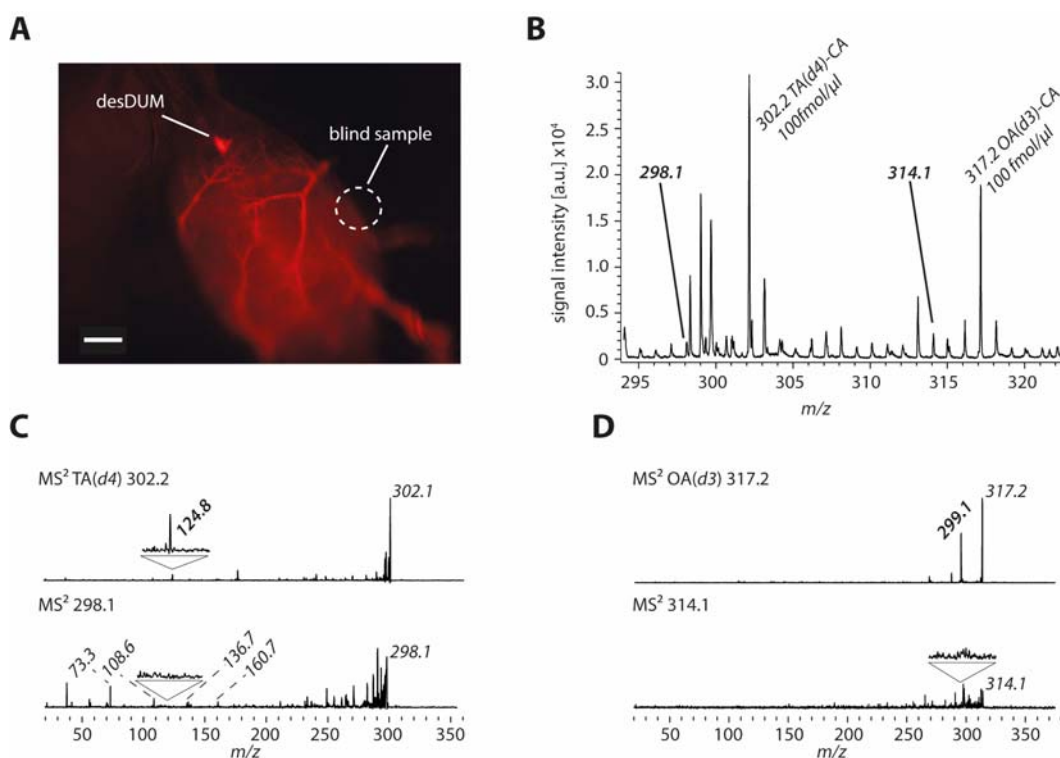 A
desDUM
blind sample
B
signal intensity [a.u.] x10⁴
3.0
2.5
2.0
1.5
1.0
0.5
0
298.1
302.2 TA(d4)-CA
100fmol/µl
314.1
317.2 OA(d3)-CA
100 fmol/µl
295 300 305 310 315 320
m/z
C
MS² TA(d4) 302.2
124.8
302.1
MS² 298.1
73.3
108.6
136.7
160.7
298.1
50 100 150 200 250 300 350
m/z
D
MS² OA(d3) 317.2
299.1
317.2
MS² 314.1
314.1
50 100 150 200 250 300 350
m/z